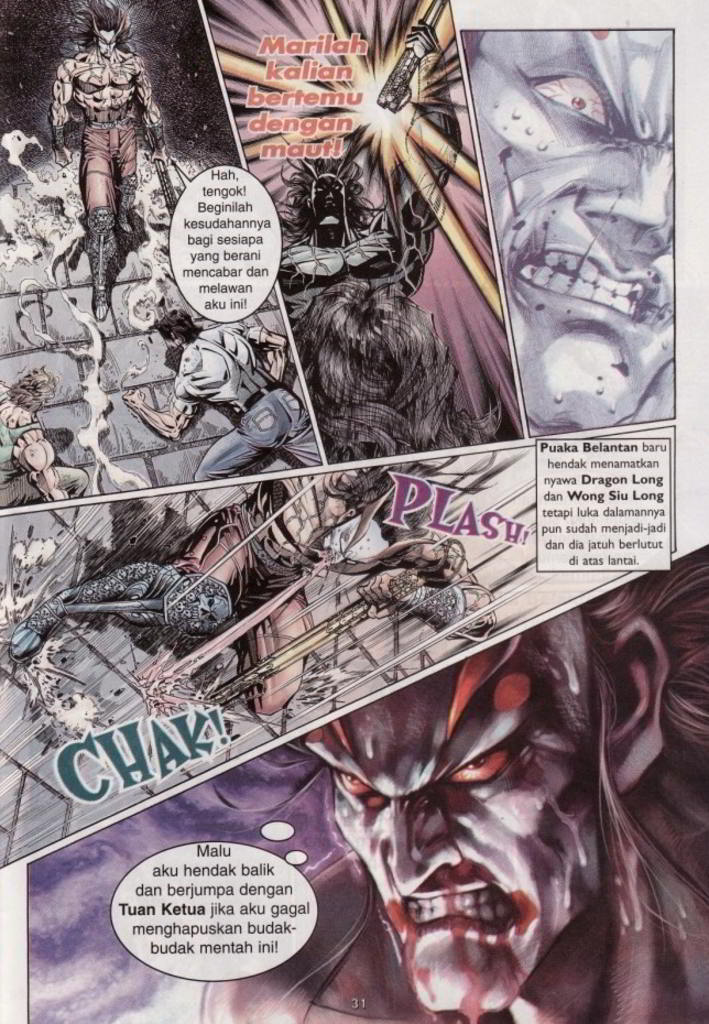 Hah,
tengok!
Beginilah
kesudahannya
bagi sesiapa
yang berani
mencabar dan
melawan
aku ini!
Marilah
kalian
bertemu
dengan
maut!
Puaka Belantan baru
hendak menamatkan
nyawa Dragon Long
dan Wong Siu Long
tetapi luka dalamannya
pun sudah menjadi-jadi
dan dia jatuh berlutut
di atas lantai.
PLASH!
CHAK!
Malu
aku hendak balik
dan berjumpa dengan
Tuan Ketua jika aku gagal
menghapuskan budak-
budak mentah ini!
31